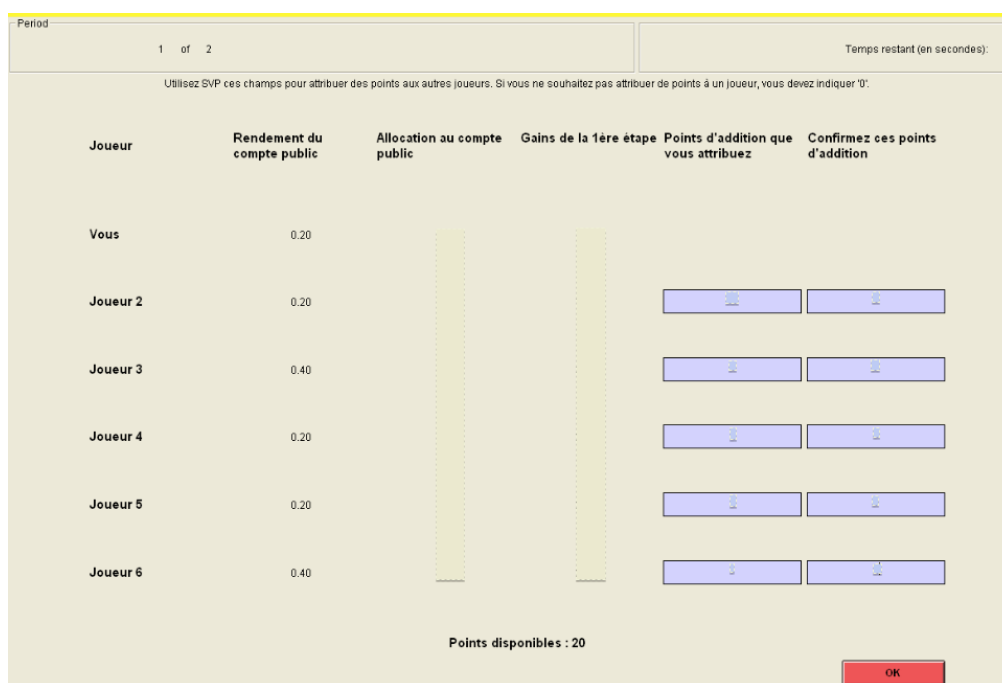 Period
1 of 2
Temps restant (en secondes):
Utilisez SVP ces champs pour attribuer des points aux autres joueurs. Si vous ne souhaitez pas attribuer de points à un joueur, vous devez indiquer '0'.
Joueur
Rendement du
compte public
Allocation au compte
public
Gains de la 1ère étape
Points d'addition que
vous attribuez
Confirmez ces points
d'addition
Vous 0.20
Joueur 2 0.20
Joueur 3 0.40
Joueur 4 0.20
Joueur 5 0.20
Joueur 6 0.40
Points disponibles : 20
OK